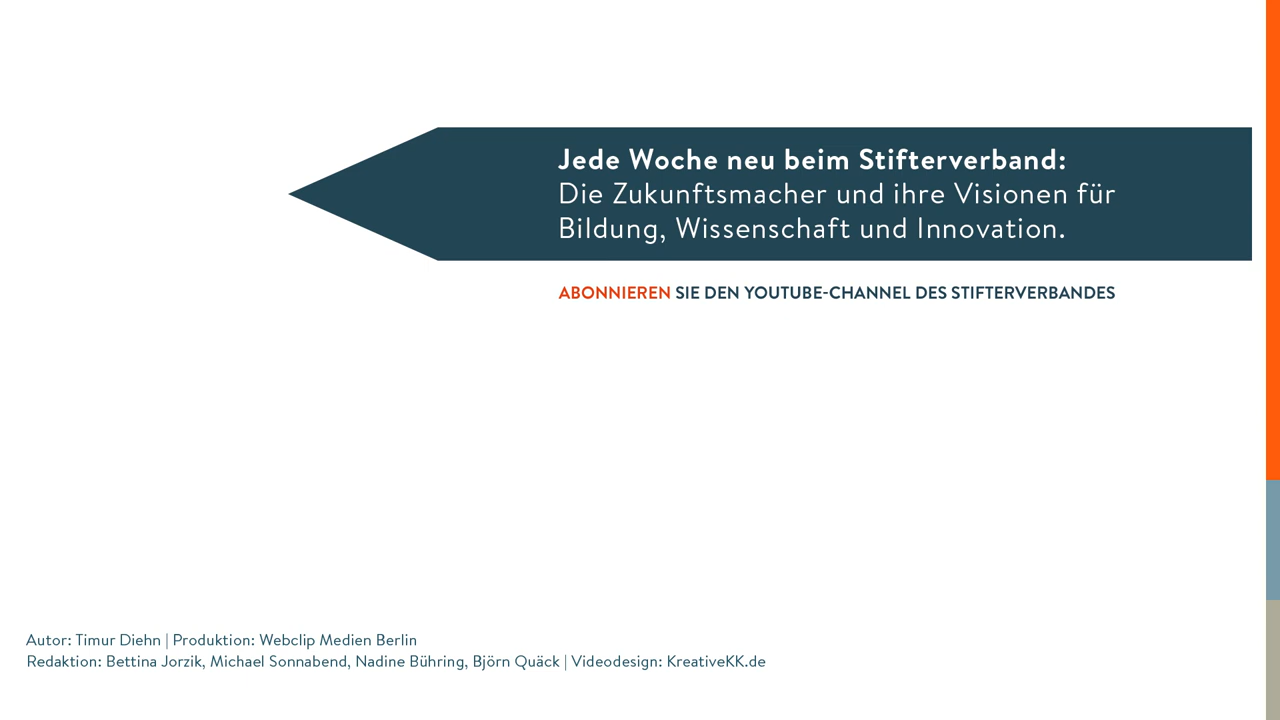 Jede Woche neu beim Stifterverband:
Die Zukunftsmacher und ihre Visionen für
Bildung, Wissenschaft und Innovation.
ABONNIEREN SIE DEN YOUTUBE-CHANNEL DES STIFTERVERBANDES
Autor: Timur Diehn | Produktion: Webclip Medien Berlin
Redaktion: Bettina Jorzik, Michael Sonnabend, Nadine Bühring, Björn Quäck | Videodesign: KreativeKK.de